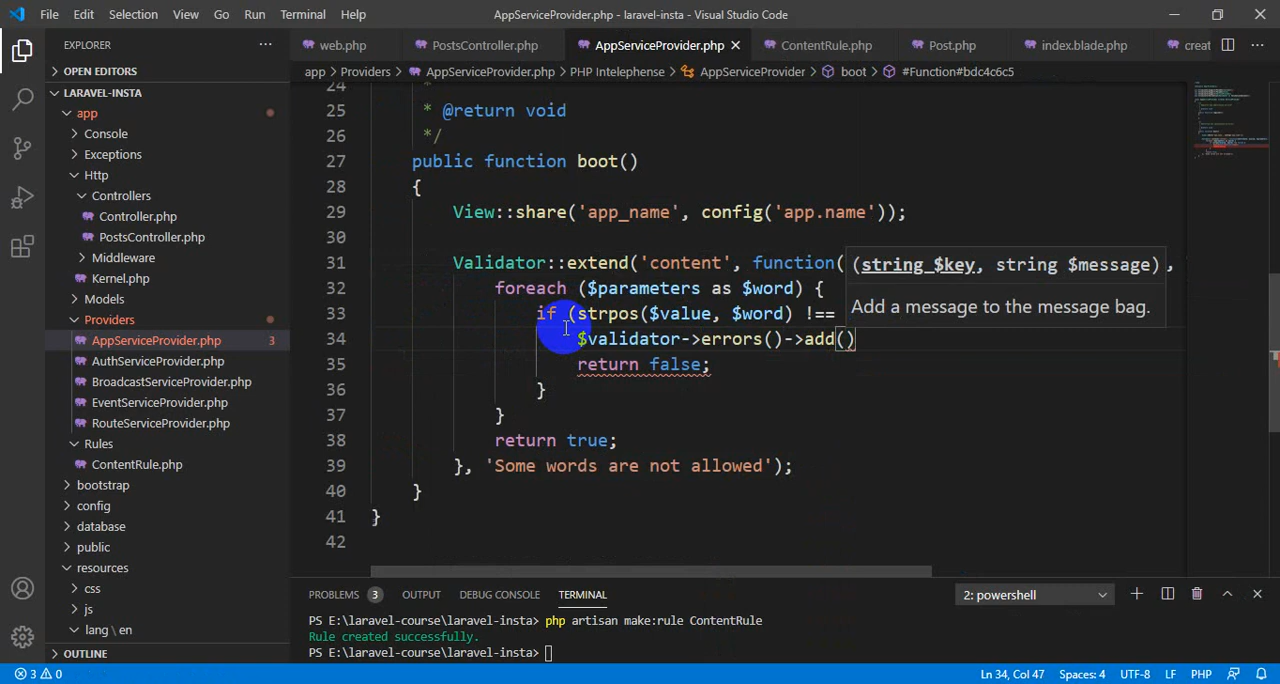 File Edit Selection View Go Run Terminal Help AppServiceProvider.php - laravel-insta - Visual Studio Code
EXPLORER
web.php PostsController.php AppServiceProvider.php ContentRule.php Post.php index.blade.php creat
app > Providers > AppServiceProvider.php > PHP Intelephense > AppServiceProvider > boot > #Function#bdc4c6c5
OPEN EDITORS
LARAVEL-INSTA
app
Console
Exceptions
Http
Controllers
Controller.php
PostsController.php
Middleware
Kernel.php
Models
Providers
AppServiceProvider.php 3
AuthServiceProvider.php
BroadcastServiceProvider.php
EventServiceProvider.php
RouteServiceProvider.php
Rules
ContentRule.php
bootstrap
config
database
public
resources
css
js
lang \ en
OUTLINE
24 *
25 * @return void
26 */
27 public function boot()
28 {
29 View::share('app_name', config('app.name'));
30
31 Validator::extend('content', function(
32 foreach ($parameters as $word) {
33 if (strpos($value, $word) !==
34 $validator->errors()->add()
35 return false;
36 }
37 }
38 return true;
39 }, 'Some words are not allowed');
40 }
41 }
42
(string $key, string $message) ,
Add a message to the message bag.
PROBLEMS 3 OUTPUT DEBUG CONSOLE TERMINAL 2: powershell
PS E:\laravel-course\laravel-insta> php artisan make:rule ContentRule
Rule created successfully.
PS E:\laravel-course\laravel-insta>
3 0 Ln 34, Col 47 Spaces: 4 UTF-8 LF PHP